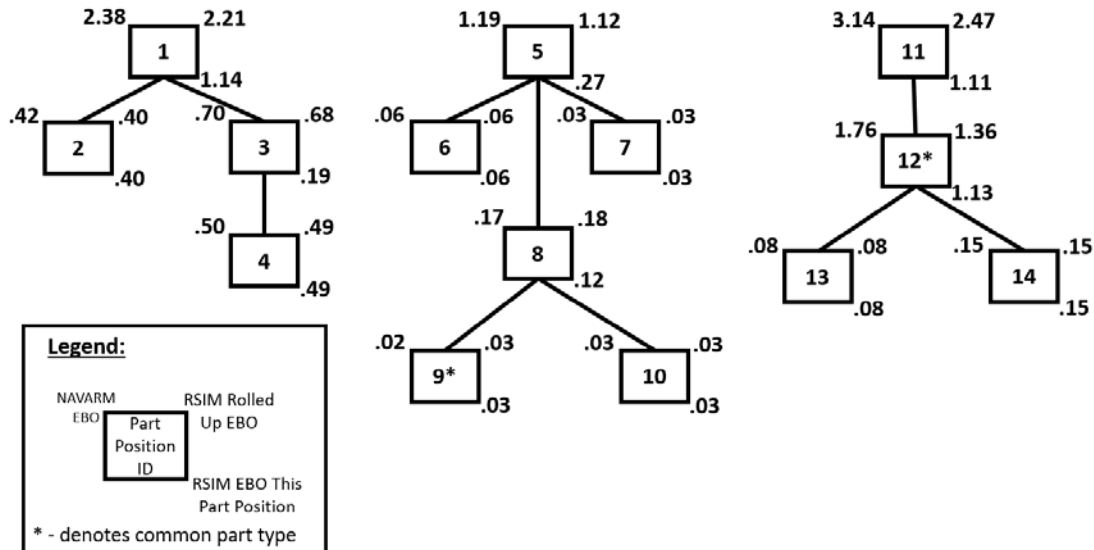 2.38 2.21 1.19 1.12 3.14 2.47
1 5 11
1.14 .27 1.11
.42 .40 .70 .68 .06 .06 .03 .03 1.76 1.36
2 3 6 7 12*
.40 .19 .06 .03 1.13
.50 .49 .17 .18 .08 .08 .15 .15
4 8 13 14
.49 .12 .08 .15
Legend:
NAVARM
EBO
Part
Position
ID
RSIM Rolled
Up EBO
RSIM EBO This
Part Position
* - denotes common part type
.02 .03 .03 .03
9* 10
.03 .03